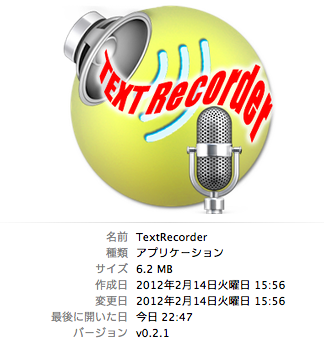 TEXT Recorder
名前 TextRecorder
種類 アプリケーション
サイズ 6.2 MB
作成日 2012年2月14日火曜日 15:56
変更日 2012年2月14日火曜日 15:56
最後に開いた日 今日 22:47
バージョン v0.2.1